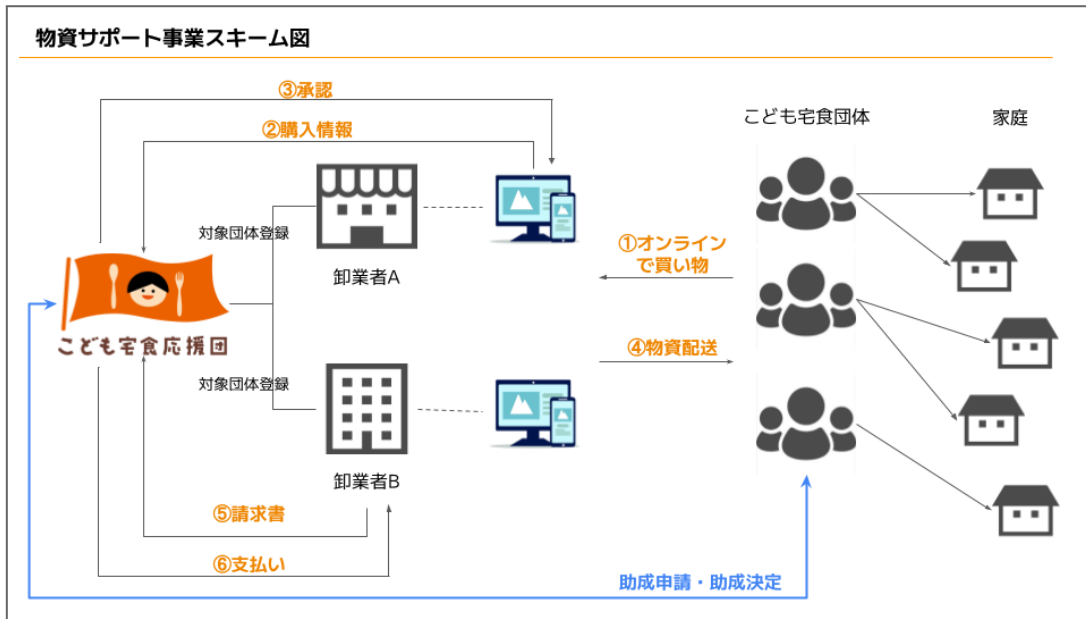 物資サポート事業スキーム図
③承認
②購入情報
こども宅食団体
家庭
対象団体登録
卸業者A
①オンライン
で買い物
こども宅食応援団
④物資配送
対象団体登録
卸業者B
⑤請求書
⑥支払い
助成申請・助成決定